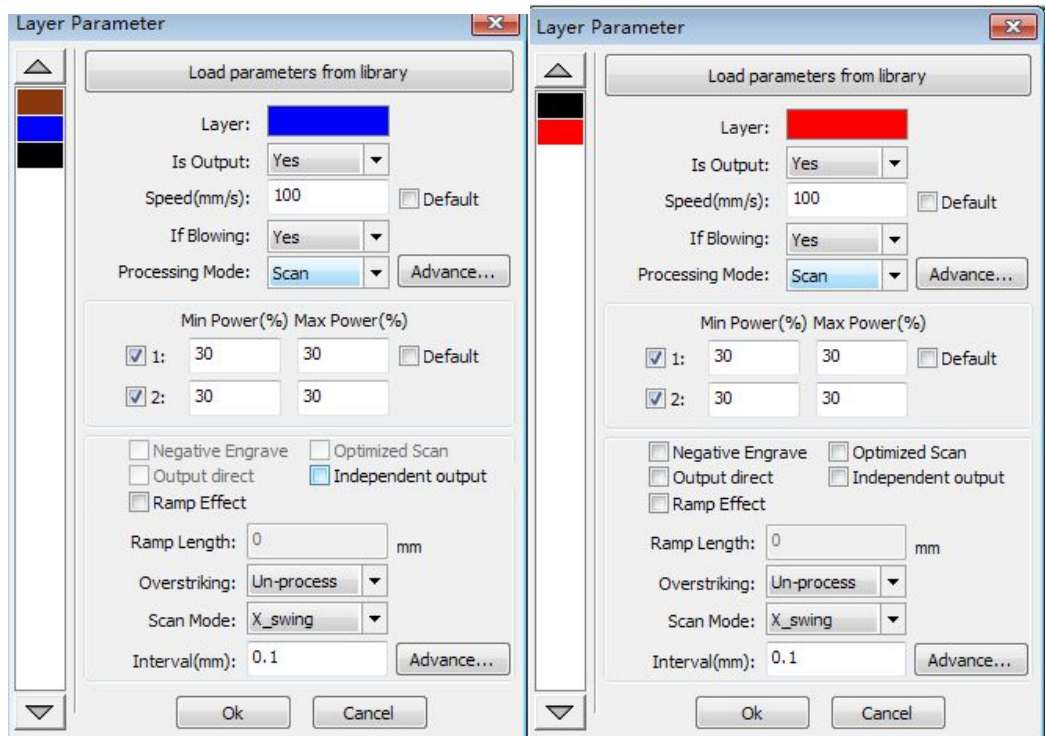 Layer Parameter
Load parameters from library
Layer:
Is Output: Yes
Speed(mm/s): 100 Default
If Blowing: Yes
Processing Mode: Scan Advance...
Min Power(%) Max Power(%)
1: 30 30 Default
2: 30 30
Negative Engrave Optimized Scan
Output direct Independent output
Ramp Effect
Ramp Length: 0 mm
Overstriking: Un-process
Scan Mode: X_swing
Interval(mm): 0.1 Advance...
Ok Cancel
Layer Parameter
Load parameters from library
Layer:
Is Output: Yes
Speed(mm/s): 100 Default
If Blowing: Yes
Processing Mode: Scan Advance...
Min Power(%) Max Power(%)
1: 30 30 Default
2: 30 30
Negative Engrave Optimized Scan
Output direct Independent output
Ramp Effect
Ramp Length: 0 mm
Overstriking: Un-process
Scan Mode: X_swing
Interval(mm): 0.1 Advance...
Ok Cancel